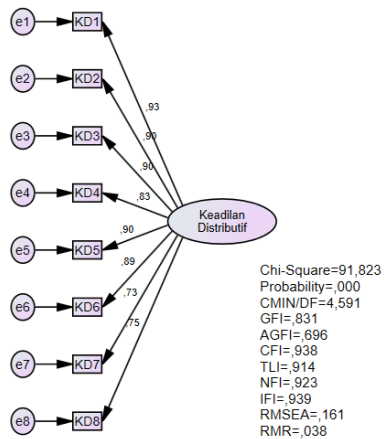 e1
KD1
e2
KD2
,93
e3
KD3
,90
,90
e4
KD4
,83
Keadilan
Distributif
e5
KD5
,90
e6
KD6
,89
,73
e7
KD7
,75
e8
KD8
Chi-Square=91,823
Probability=,000
CMIN/DF=4,591
GFI=,831
AGFI=,696
CFI=,938
TLI=,914
NFI=,923
IFI=,939
RMSEA=,161
RMR=,038